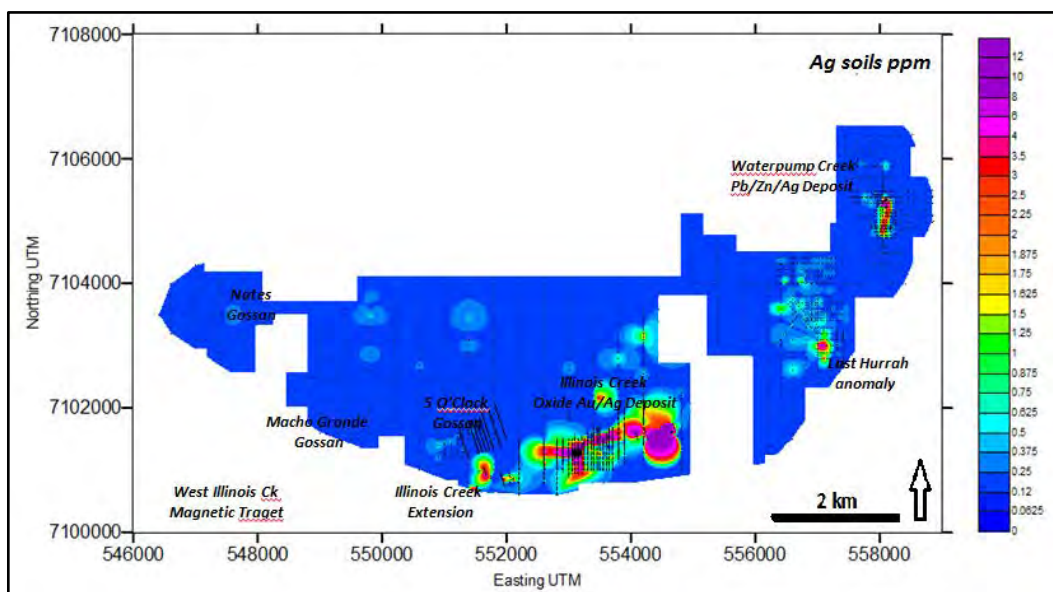 Ag soils ppm
7108000
7106000
7104000
7102000
7100000
Northing UTM
546000
548000
550000
552000
554000
556000
558000
Easting UTM
Waterpump Creek
Pb/Zn/Ag Deposit
Nates
Gossan
Last Hurrah
anomaly
Illinois Creek
Oxide Au/Ag Deposit
5 O'Clock
Gossan
Macho Grande
Gossan
West Illinois Ck
Magnetic Traget
Illinois Creek
Extension
2 km
12
10
8
6
4
3.5
3
2.5
2.25
2
1.75
1.625
1.5
1.25
1
0.875
0.75
0.625
0.5
0.375
0.25
0.12
0.0625
0